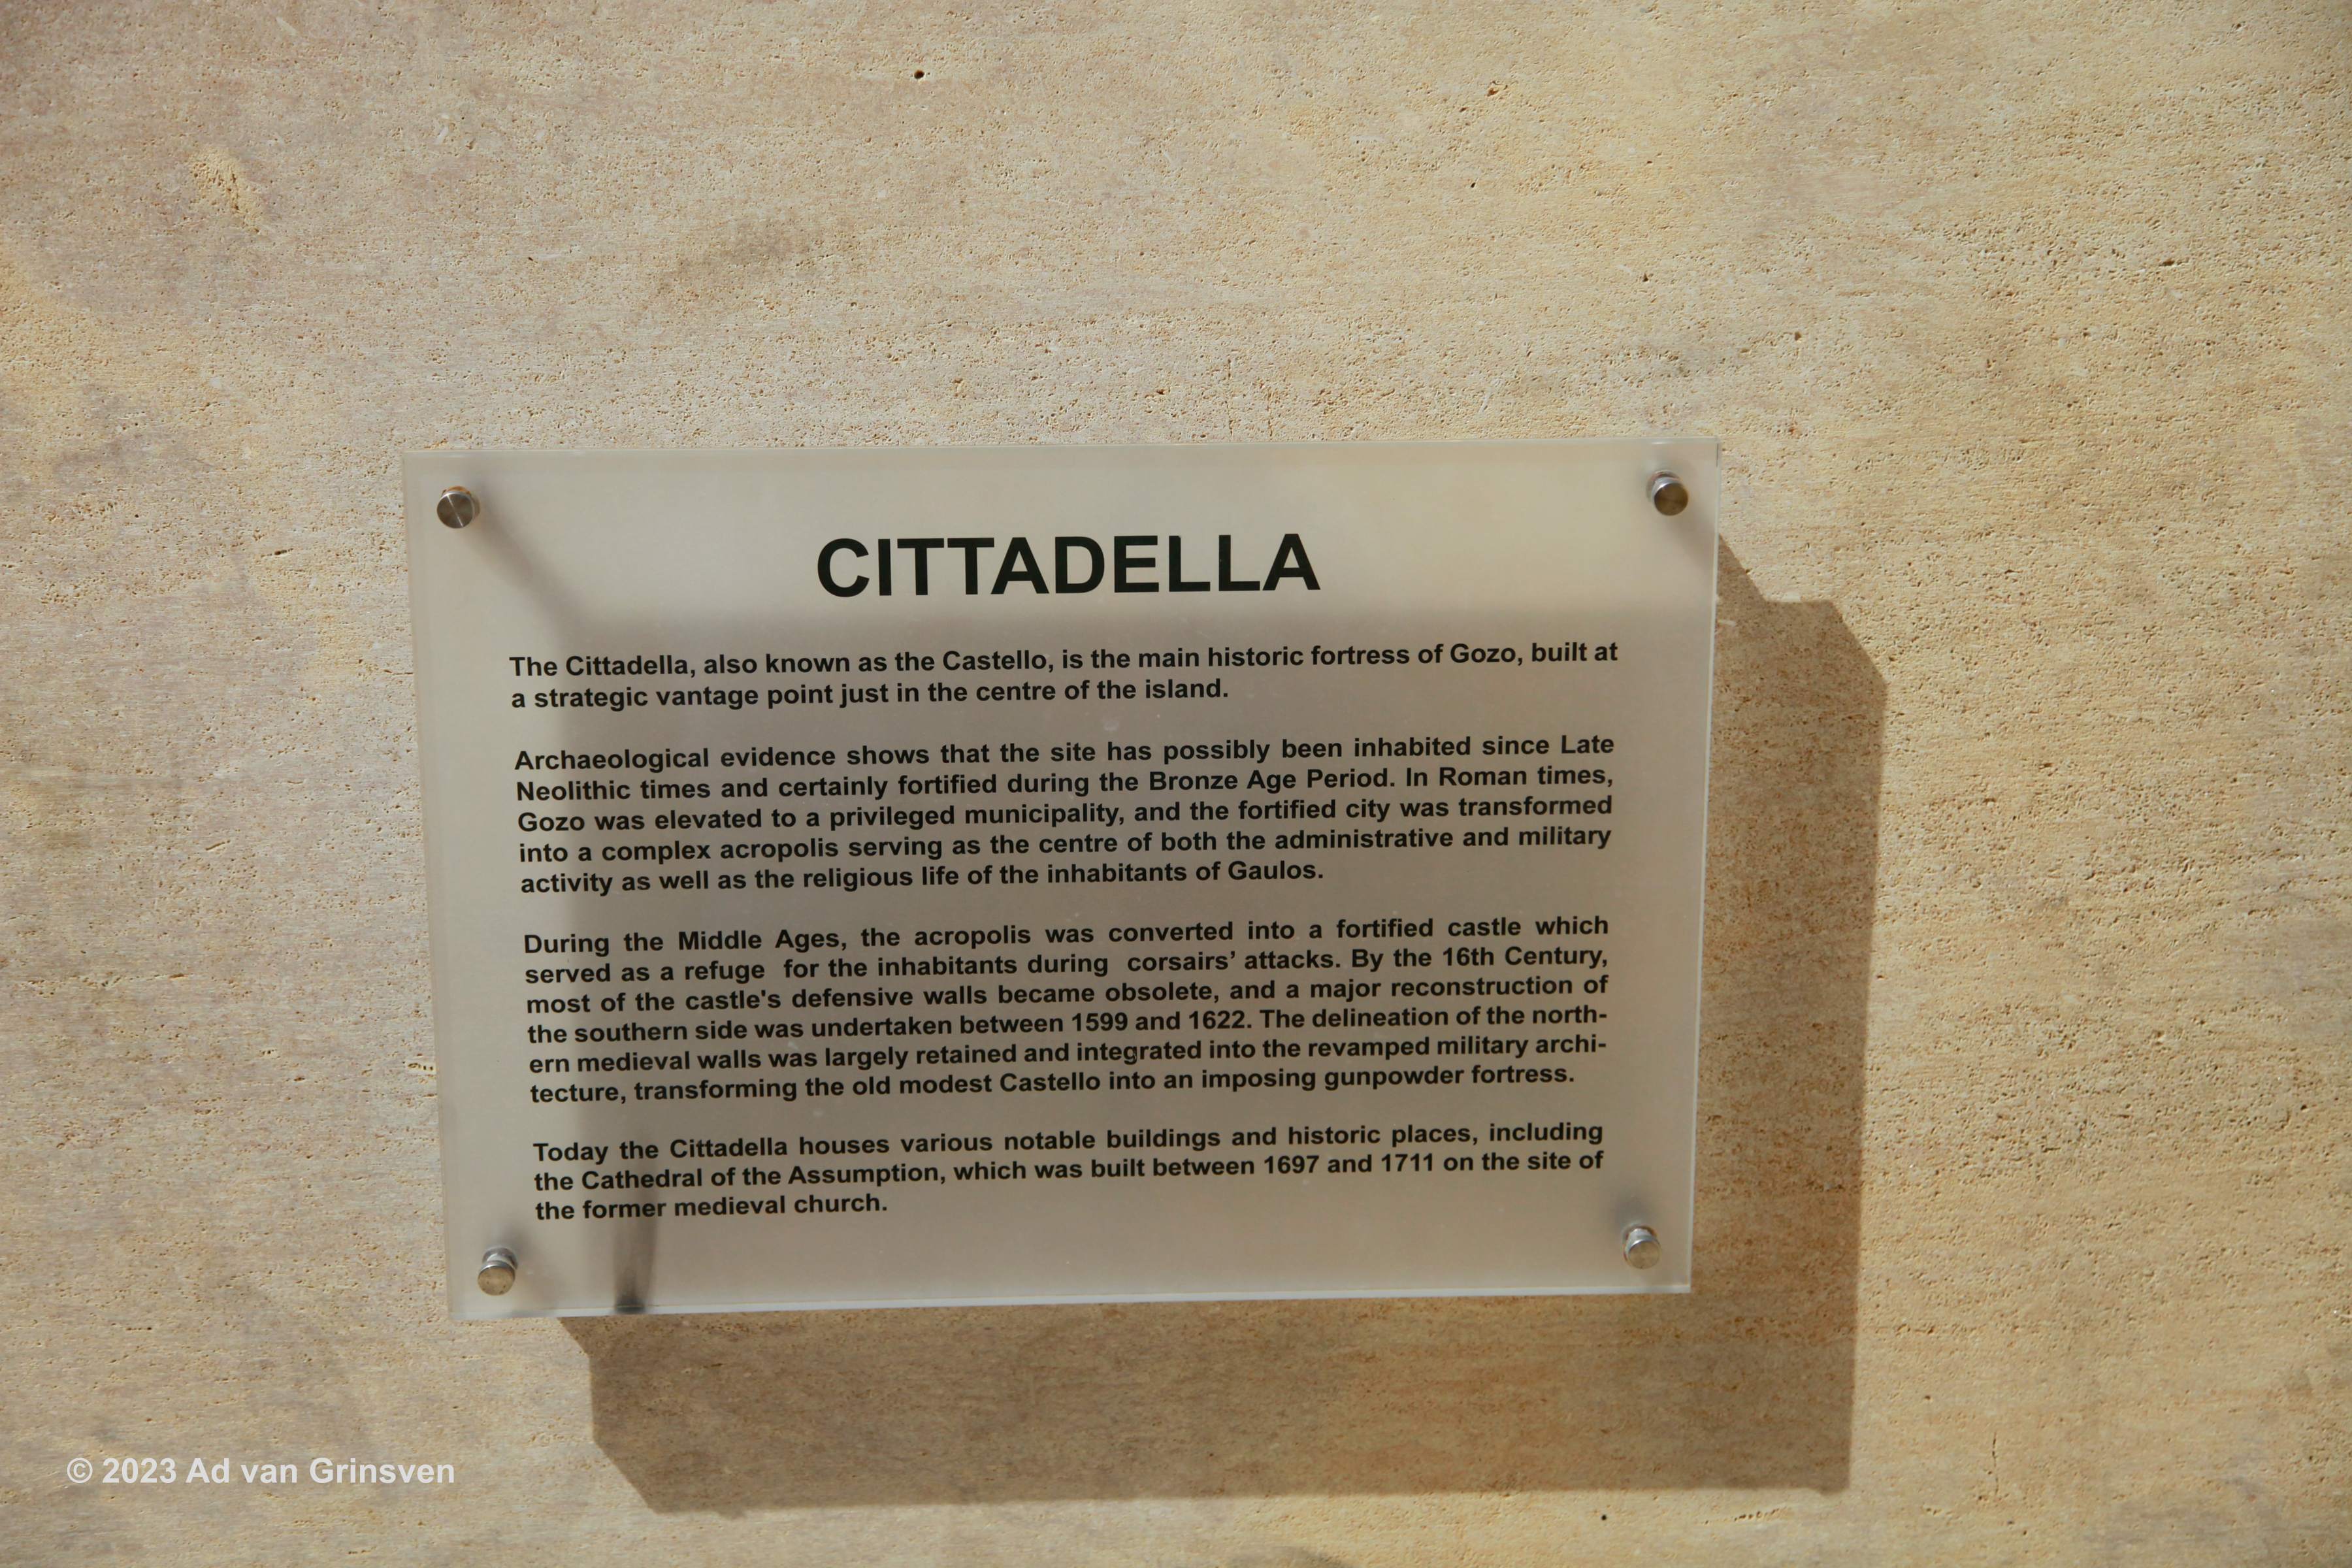 CITTADELLA
The Cittadella, also known as the Castello, is the main historic fortress of Gozo, built at
a strategic vantage point just in the centre of the island.
Archaeological evidence shows that the site has possibly been inhabited since Late
Neolithic times and certainly fortified during the Bronze Age Period. In Roman times,
Gozo was elevated to a privileged municipality, and the fortified city was transformed
into a complex acropolis serving as the centre of both the administrative and military
activity as well as the religious life of the inhabitants of Gaulos.
During the Middle Ages, the acropolis was converted into a fortified castle which
served as a refuge  for the inhabitants during  corsairs’ attacks. By the 16th Century,
most of the castle's defensive walls became obsolete, and a major reconstruction of
the southern side was undertaken between 1599 and 1622. The delineation of the north-
ern medieval walls was largely retained and integrated into the revamped military archi-
tecture, transforming the old modest Castello into an imposing gunpowder fortress.
Today the Cittadella houses various notable buildings and historic places, including
the Cathedral of the Assumption, which was built between 1697 and 1711 on the site of
the former medieval church.
© 2023 Ad van Grinsven